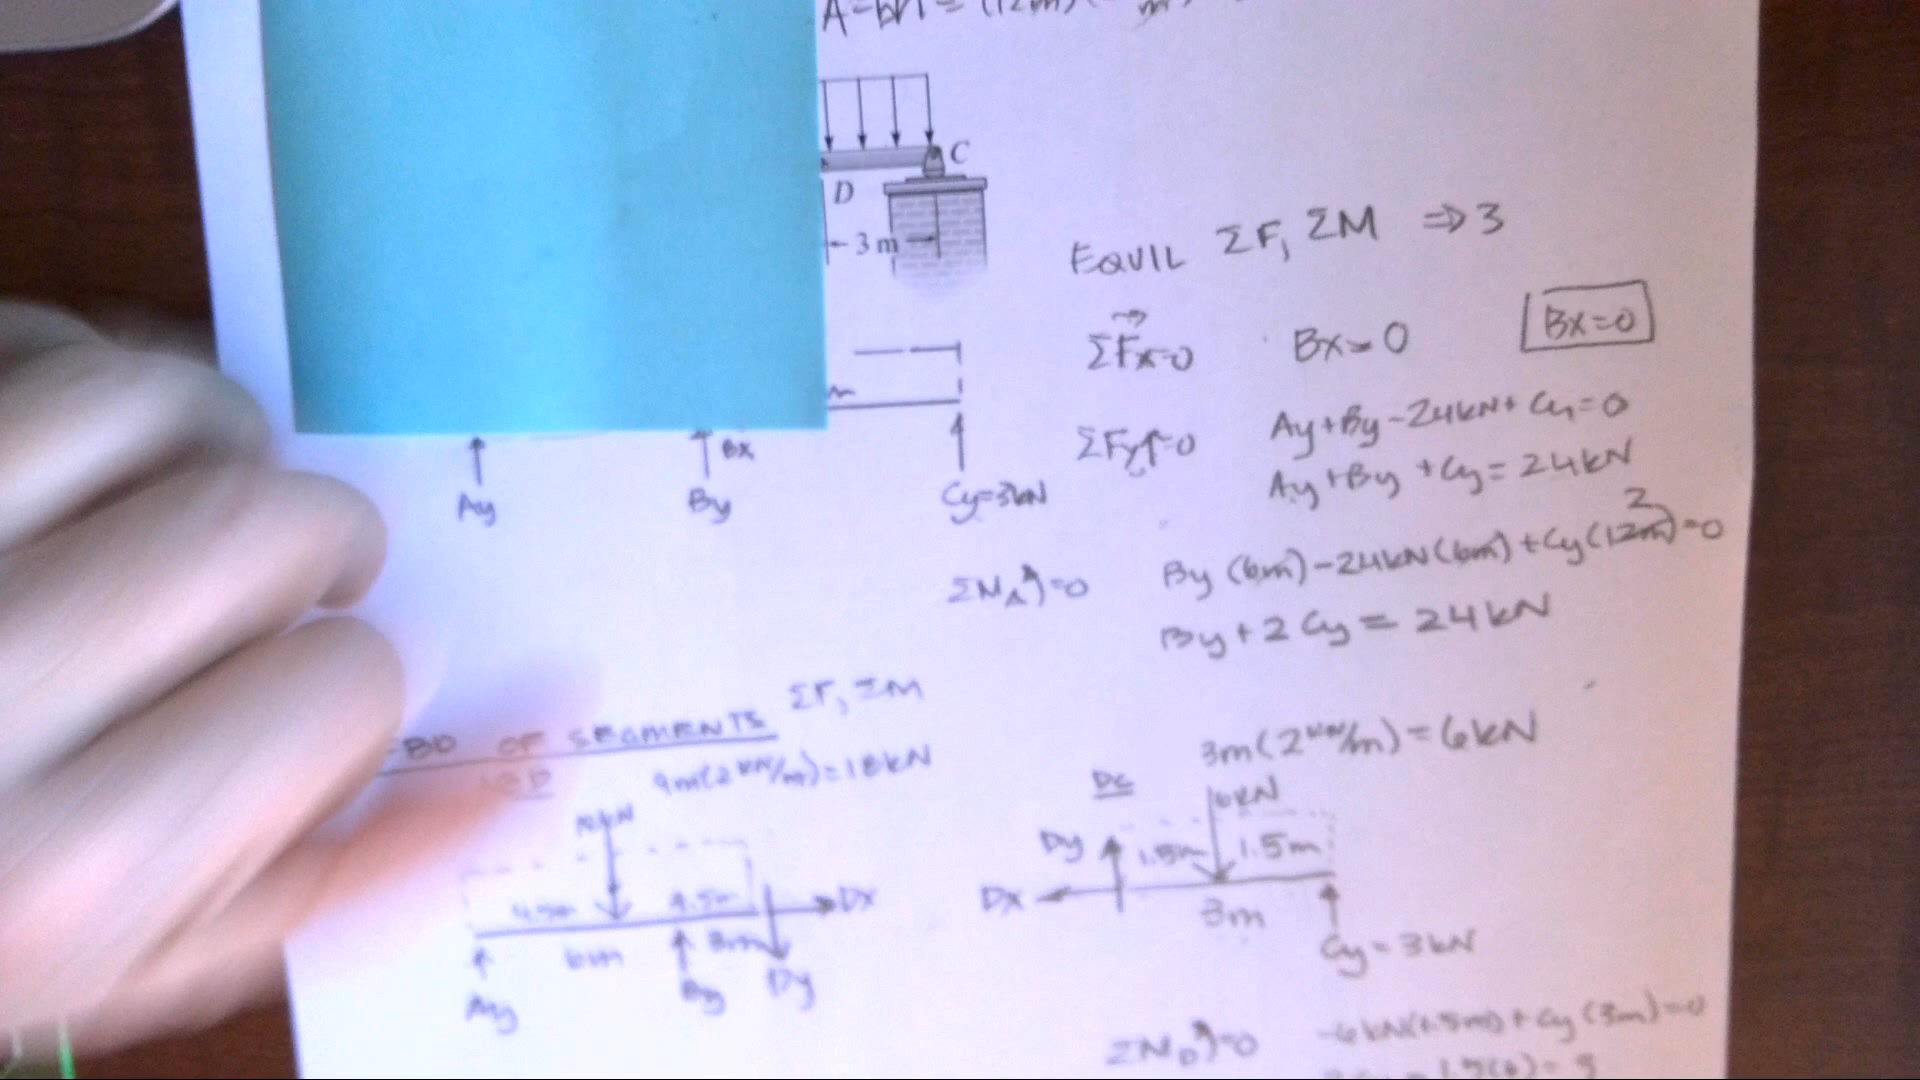 A=bh = (12m)(
C
D
3 m
EQUIL ΣF, ΣM ⇒ 3
ΣFx=0 Bx=0 Bx=0
ΣFy↑=0 Ay+By-24kN+Cy=0
Ay+By+Cy=24kN
Bx
Ay By Cy=3kN
2
ΣMA=0 By(6m)-24kN(6m)+Cy(12m)=0
By+2Cy=24kN
OF SEGMENTS ΣF, ΣM
9m(2kN/m)=18kN
3m(2kN/m)=6kN
DC
6kN
Dy 1.5m 1.5m
4.5m 4.5m Dx
Dx 3m
6m 3m
Ay By Dy
Cy=3kN
ΣMD=0 -6kN(1.5m)+Cy(3m)=0